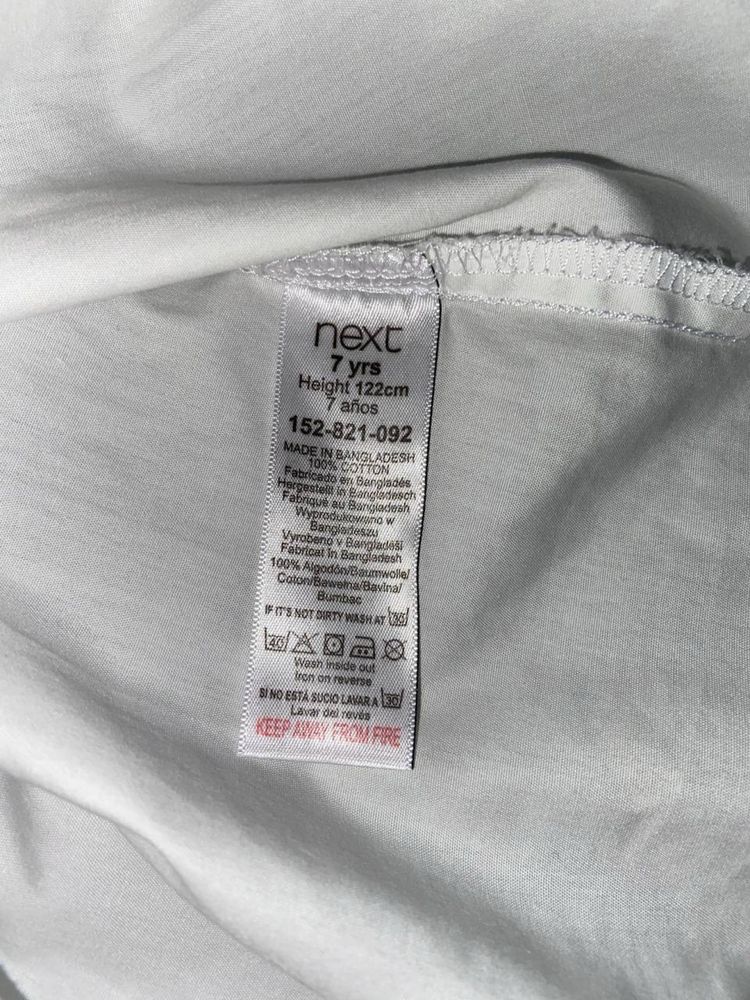 next
7 yrs
Height 122cm
7 años
152-821-092
MADE IN BANGLADESH
100% COTTON
Fabricado en Bangladés
Hergestellt in Bangladesch
Fabriqué au Bangladesh
Wyprodukowano w
Bangladeszu
Vyrobeno v Bangladéši
Fabricat în Bangladesh
100% Algodón/Baumwolle/
Coton/Bawełna/Bavlna/
Bumbac
IF IT'S NOT DIRTY WASH AT 30
40
Wash inside out
Iron on reverse
SI NO ESTÁ SUCIO LAVAR A 30
Lavar del revés
KEEP AWAY FROM FIRE